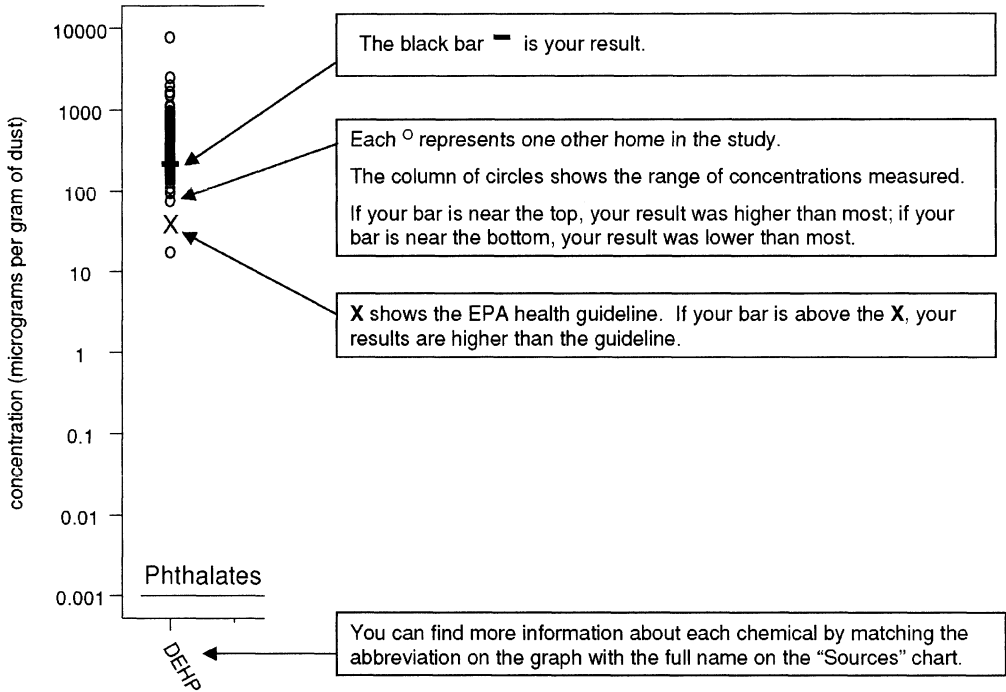 concentration (micrograms per gram of dust)
10000
1000
100
10
1
0.1
0.01
0.001
X
Phthalates
DEHP
The black bar − is your result.
Each ○ represents one other home in the study.
The column of circles shows the range of concentrations measured.
If your bar is near the top, your result was higher than most; if your
bar is near the bottom, your result was lower than most.
X shows the EPA health guideline. If your bar is above the X, your
results are higher than the guideline.
You can find more information about each chemical by matching the
abbreviation on the graph with the full name on the “Sources” chart.